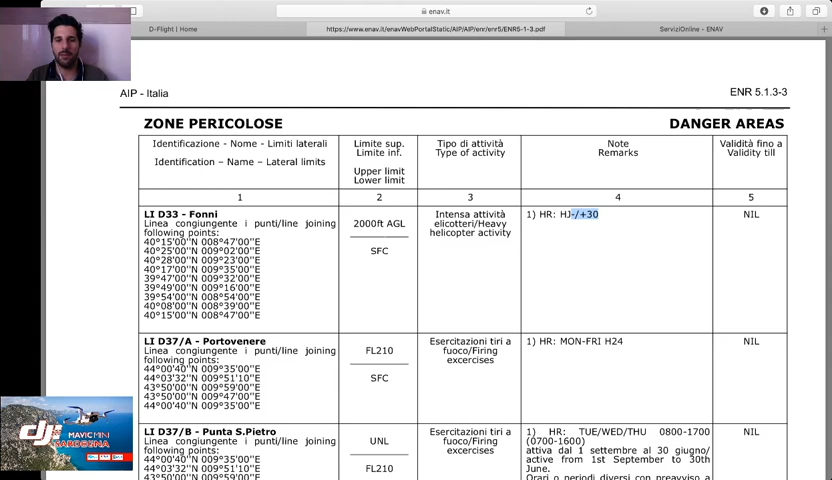 enav.it
D-Flight | Home
https://www.enav.it/enavWebPortalStatic/AIP/AIP/enr/enr5/ENR5-1-3.pdf
ServiziOnline - ENAV
AIP - Italia
ENR 5.1.3-3
ZONE PERICOLOSE
DANGER AREAS
Identificazione - Nome - Limiti laterali
Identification – Name – Lateral limits
Limite sup.
Limite inf.
Upper limit
Lower limit
Tipo di attività
Type of activity
Note
Remarks
Validità fino a
Validity till
1
2
3
4
5
LI D33 - Fonni
Linea congiungente i punti/line joining
following points:
40°15'00''N 008°47'00''E
40°25'00''N 009°02'00''E
40°28'00''N 009°23'00''E
40°17'00''N 009°35'00''E
39°47'00''N 009°32'00''E
39°49'00''N 009°16'00''E
39°54'00''N 008°54'00''E
40°08'00''N 008°39'00''E
40°15'00''N 008°47'00''E
2000ft AGL
SFC
Intensa attività
elicotteri/Heavy
helicopter activity
1) HR: HJ-/+30
NIL
LI D37/A - Portovenere
Linea congiungente i punti/line joining
following points:
44°00'40''N 009°35'00''E
44°03'32''N 009°51'10''E
43°50'00''N 009°59'00''E
43°50'00''N 009°47'00''E
44°00'40''N 009°35'00''E
FL210
SFC
Esercitazioni tiri a
fuoco/Firing
excercises
1) HR: MON-FRI H24
NIL
LI D37/B - Punta S.Pietro
Linea congiungente i punti/line joining
following points:
44°00'40''N 009°35'00''E
44°03'32''N 009°51'10''E
43°50'00''N 009°59'00''E
UNL
FL210
Esercitazioni tiri a
fuoco/Firing
excercises
1) HR: TUE/WED/THU 0800-1700
(0700-1600)
attiva dal 1 settembre al 30 giugno/
active from 1st September to 30th
June.
Orari o periodi diversi con preavviso a
NIL
dji
MAVIC MINI
SARDEGNA